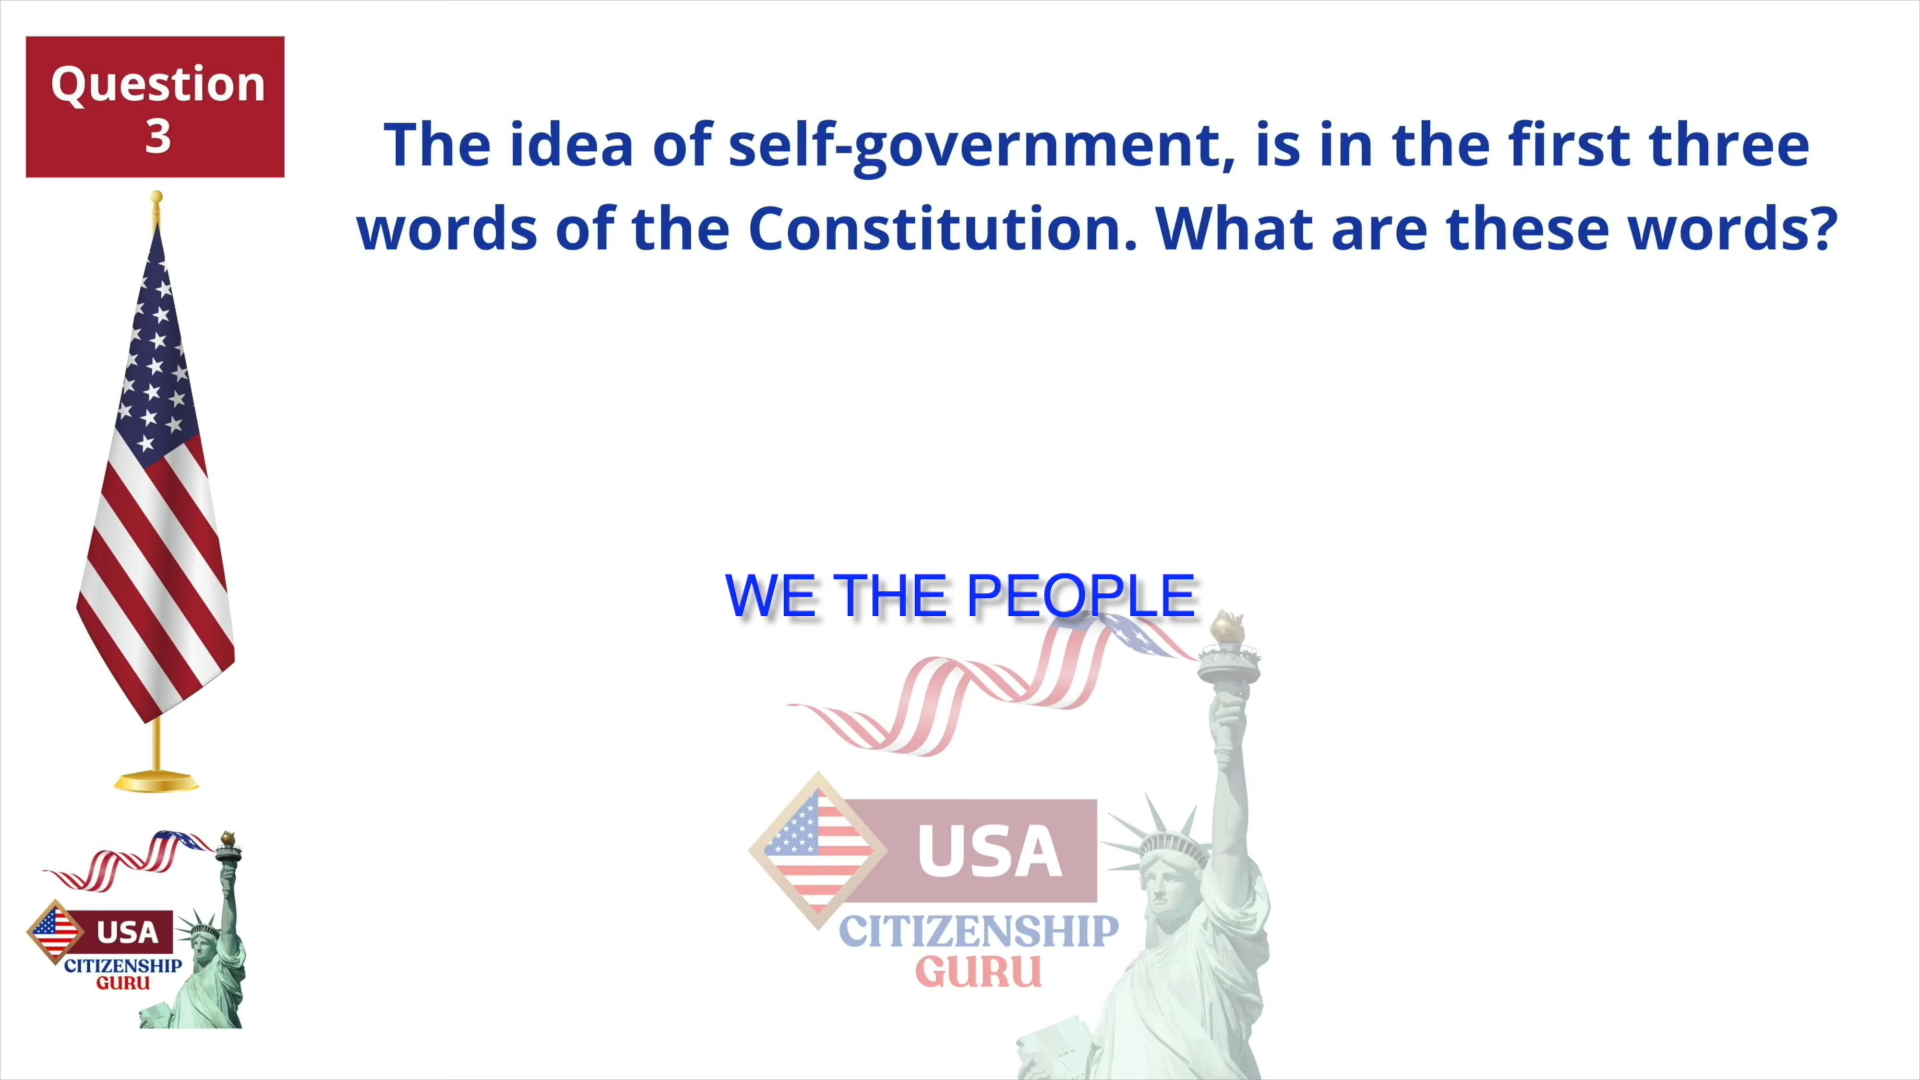 Question
3
The idea of self-government, is in the first three
words of the Constitution. What are these words?
WE THE PEOPLE
USA
CITIZENSHIP
GURU
USA
CITIZENSHIP
GURU